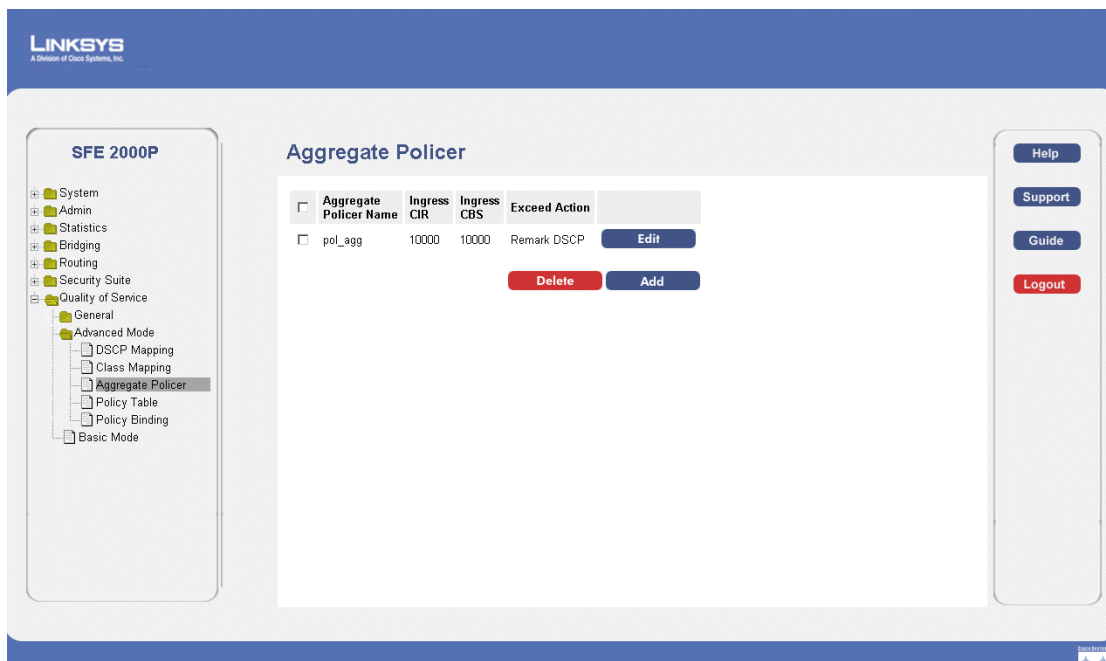 LINKSYS
A Division of Cisco Systems, Inc.
SFE 2000P
System
Admin
Statistics
Bridging
Routing
Security Suite
Quality of Service
General
Advanced Mode
DSCP Mapping
Class Mapping
Aggregate Policer
Policy Table
Policy Binding
Basic Mode
Aggregate Policer
Aggregate Policer Name Ingress CIR Ingress CBS Exceed Action
pol_agg 10000 10000 Remark DSCP Edit
Delete Add
Help
Support
Guide
Logout